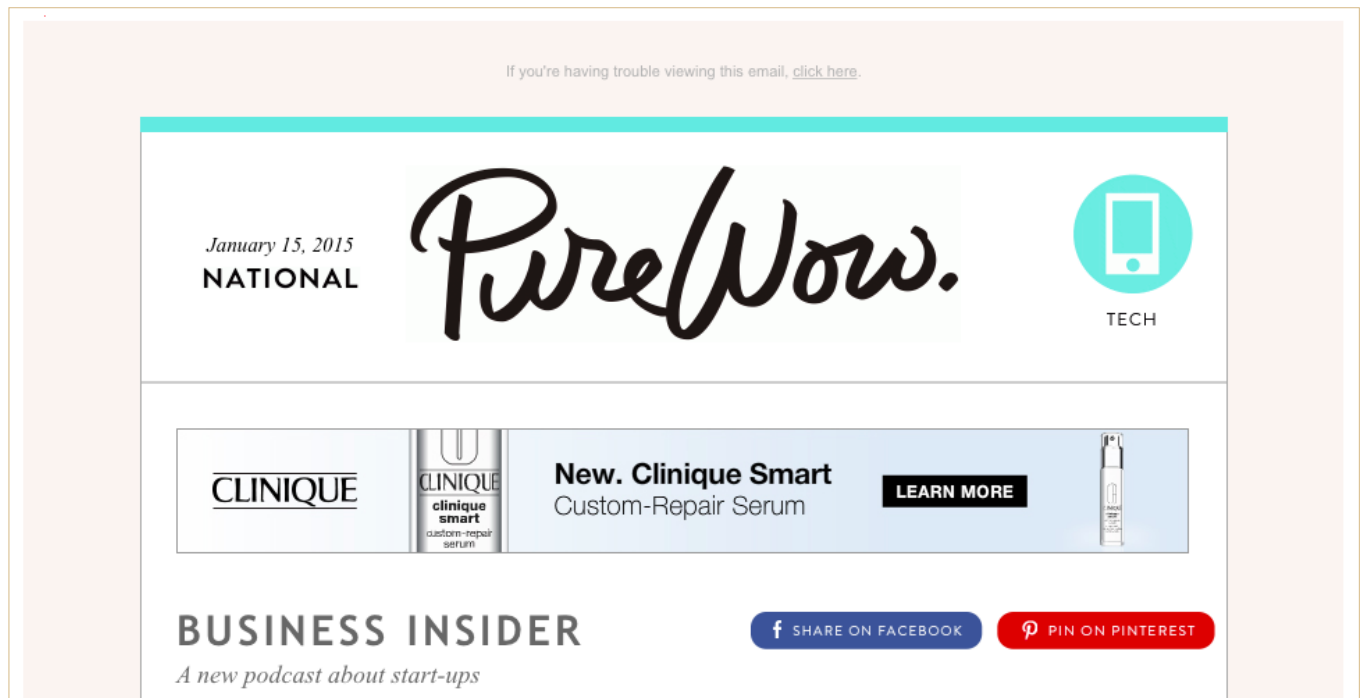 If you're having trouble viewing this email, click here.
January 15, 2015
NATIONAL
PureWow.
TECH
CLINIQUE
CLINIQUE
clinique
smart
custom-repair
serum
New. Clinique Smart
Custom-Repair Serum
LEARN MORE
BUSINESS INSIDER
SHARE ON FACEBOOK
PIN ON PINTEREST
A new podcast about start-ups